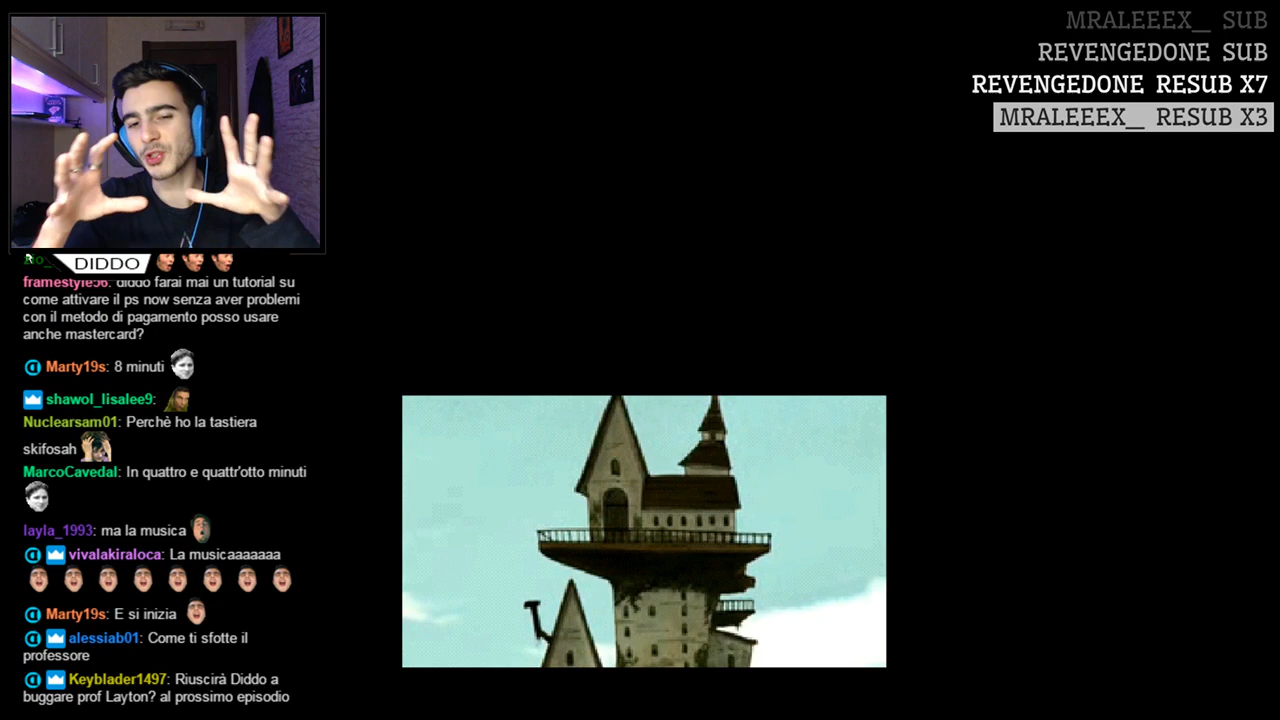 MRALEEEX_ SUB
REVENGEDONE SUB
REVENGEDONE RESUB X7
MRALEEEX_ RESUB X3
DIDDO
framestyle56: diddo farai mai un tutorial su
come attivare il ps now senza aver problemi
con il metodo di pagamento posso usare
anche mastercard?
Marty19s: 8 minuti
shawol_lisalee9:
Nuclearsam01: Perchè ho la tastiera
skifosah
MarcoCavedal: In quattro e quattr'otto minuti
layla_1993: ma la musica
vivalakiraloca: La musicaaaaaaa
Marty19s: E si inizia
alessiab01: Come ti sfotte il
professore
Keyblader1497: Riuscirà Diddo a
buggare prof Layton? al prossimo episodio